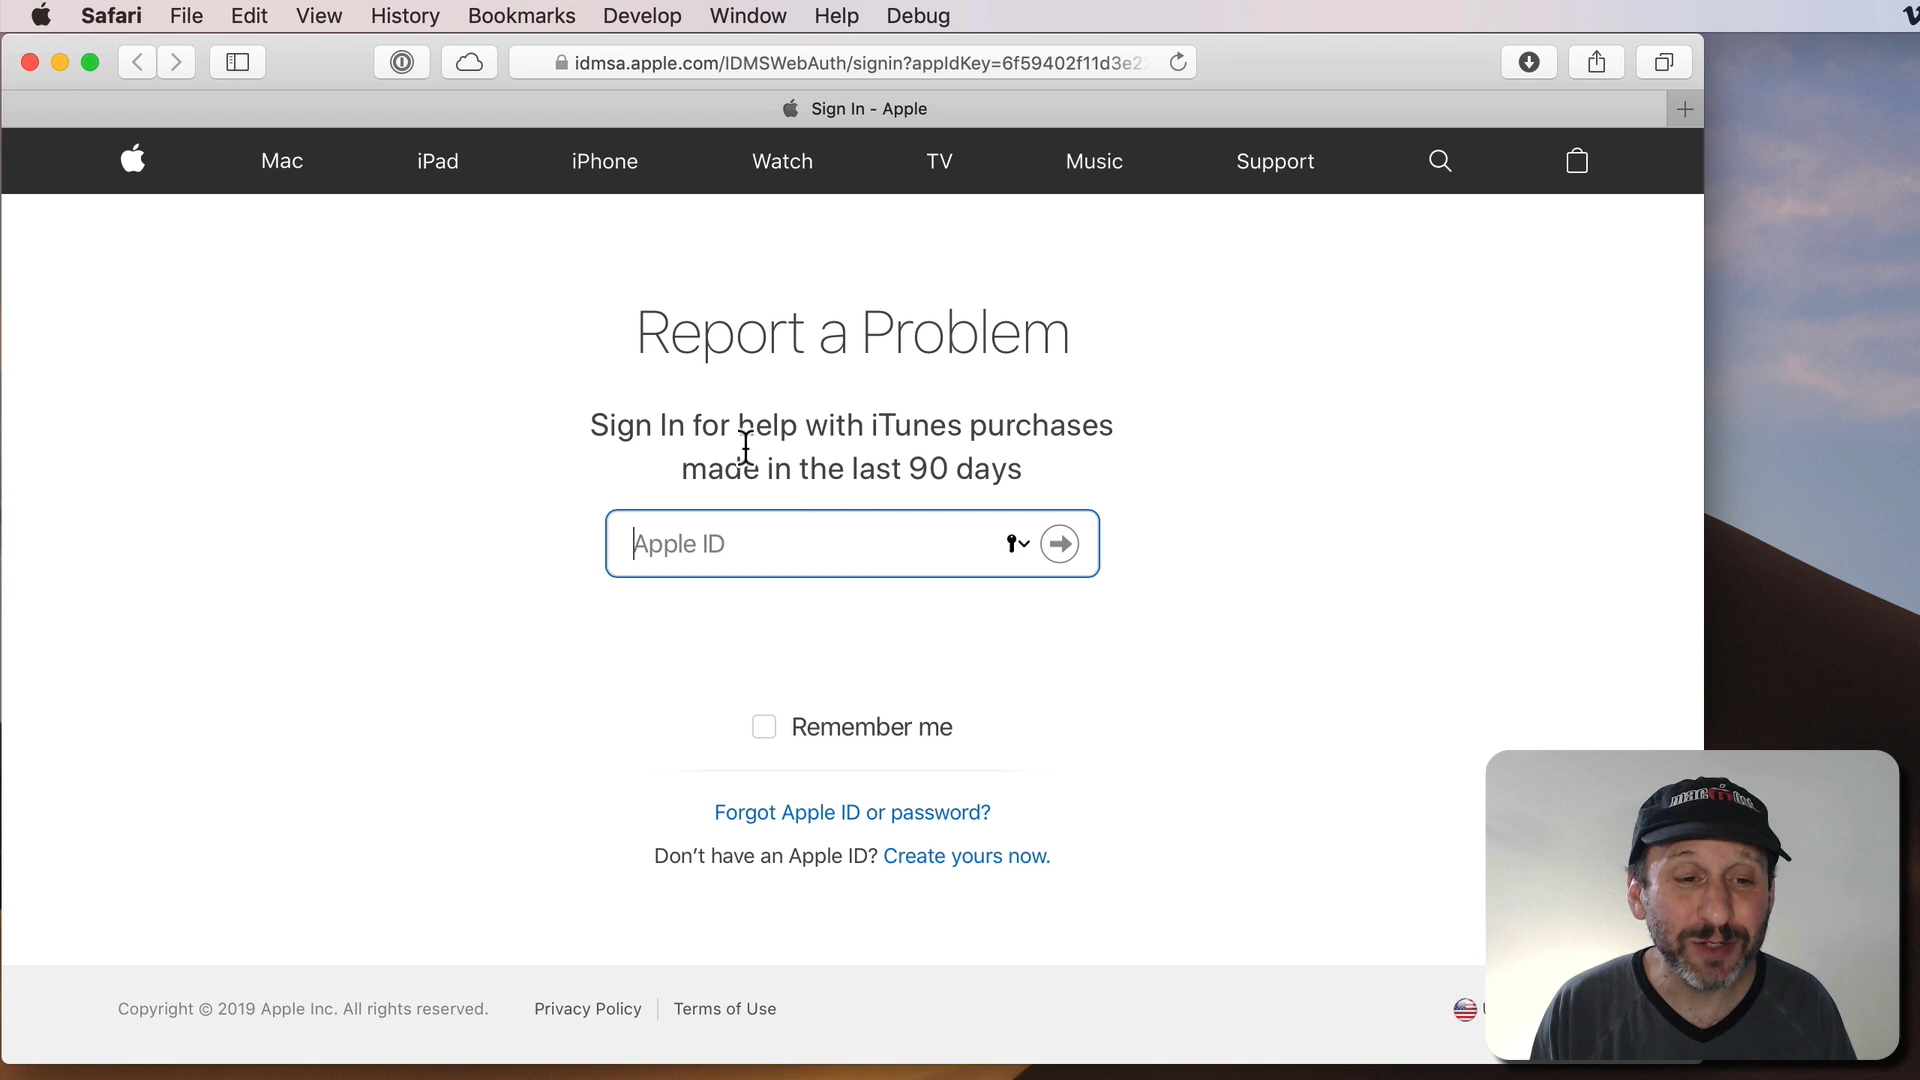 Safari File Edit View History Bookmarks Develop Window Help Debug
idmsa.apple.com/IDMSWebAuth/signin?appIdKey=6f59402f11d3e2
Sign In - Apple
Mac iPad iPhone Watch TV Music Support
Report a Problem
Sign In for help with iTunes purchases
made in the last 90 days
Apple ID
Remember me
Forgot Apple ID or password?
Don't have an Apple ID? Create yours now.
Copyright © 2019 Apple Inc. All rights reserved. Privacy Policy Terms of Use